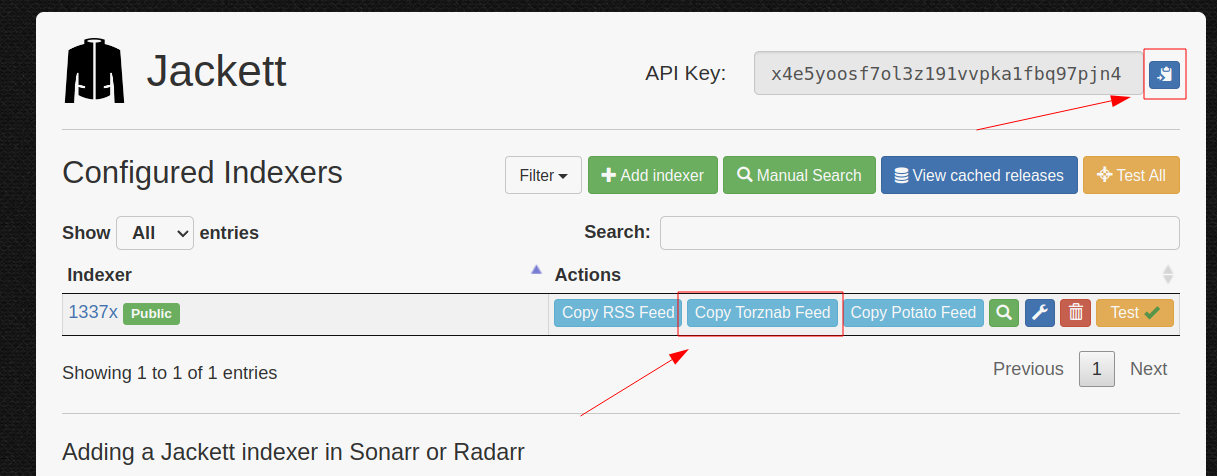 Jackett
API Key: x4e5yoosf7ol3z191vvpka1fbq97pjn4
Configured Indexers
Filter Add indexer Manual Search View cached releases Test All
Show All entries Search:
Indexer Actions
1337x Public Copy RSS Feed Copy Torznab Feed Copy Potato Feed Test
Showing 1 to 1 of 1 entries Previous 1 Next
Adding a Jackett indexer in Sonarr or Radarr